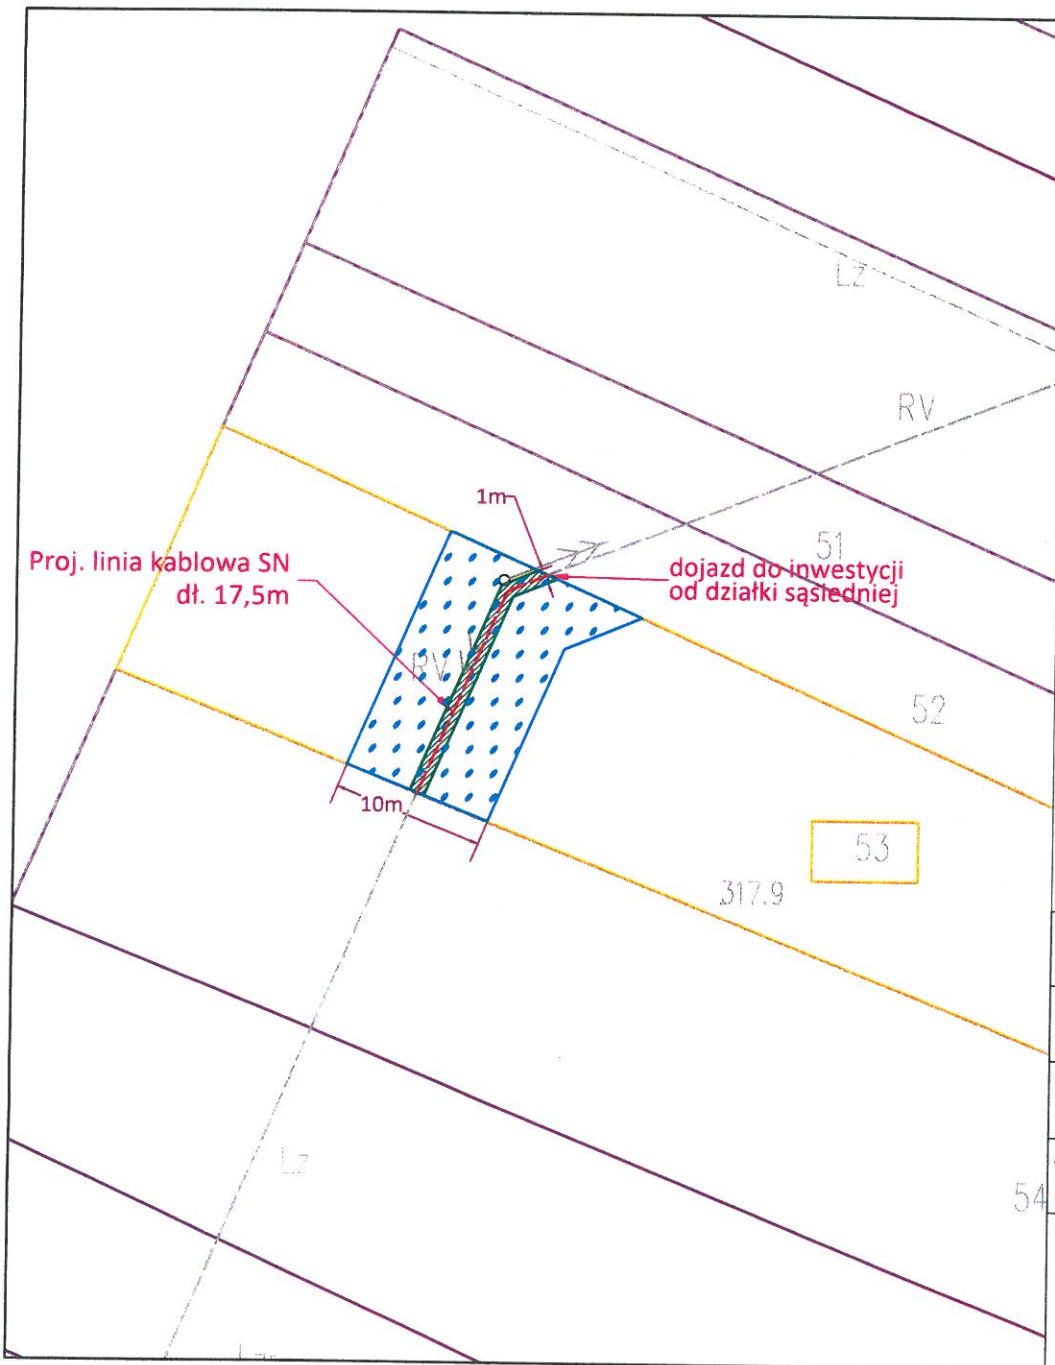 Lz
RV
1m
51
Proj. linia kablowa SN
dł. 17,5m
dojazd do inwestycji
od działki sąsiedniej
RV
52
10m
53
317.9
Lz
54